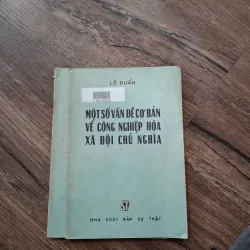 LÊ DUẨN
MỘT SỐ VẤN ĐỀ CƠ BẢN
VỀ CÔNG NGHIỆP HÓA
XÃ HỘI CHỦ NGHĨA
ST
NHÀ XUẤT BẢN SỰ THẬT